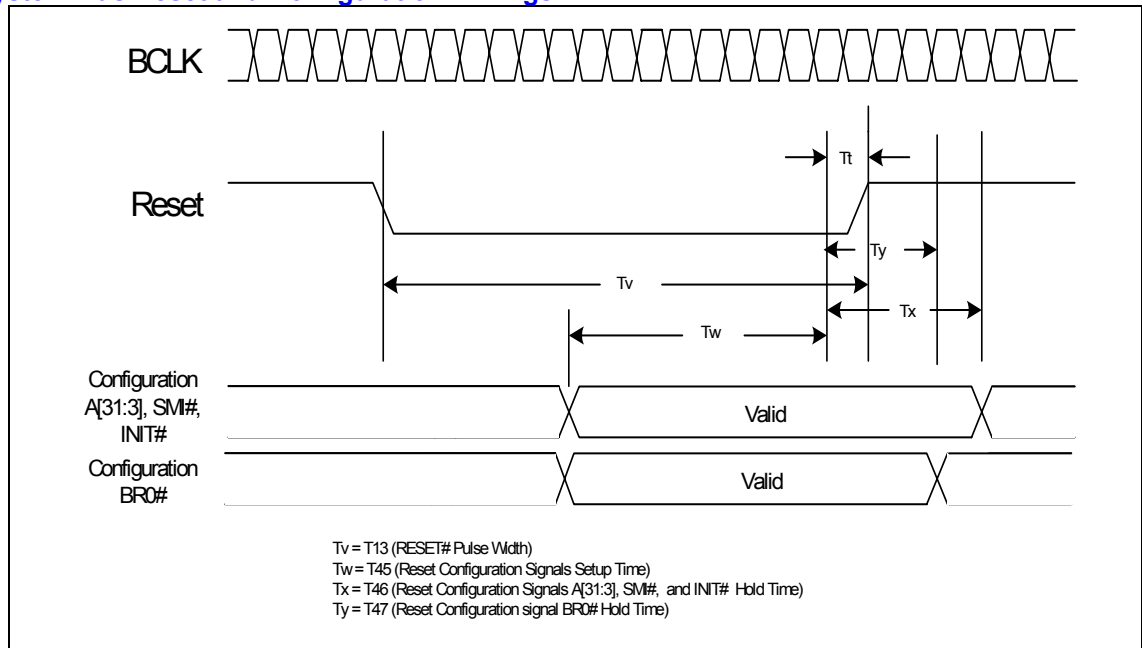 BCLK
Tt
Reset
Ty
Tv
Tx
Tw
Configuration
A[31:3], SMI#,
INIT#
Valid
Configuration
BR0#
Valid
Tv = T13 (RESET# Pulse Width)
Tw = T45 (Reset Configuration Signals Setup Time)
Tx = T46 (Reset Configuration Signals A[31:3], SMI#, and INIT# Hold Time)
Ty = T47 (Reset Configuration signal BR0# Hold Time)